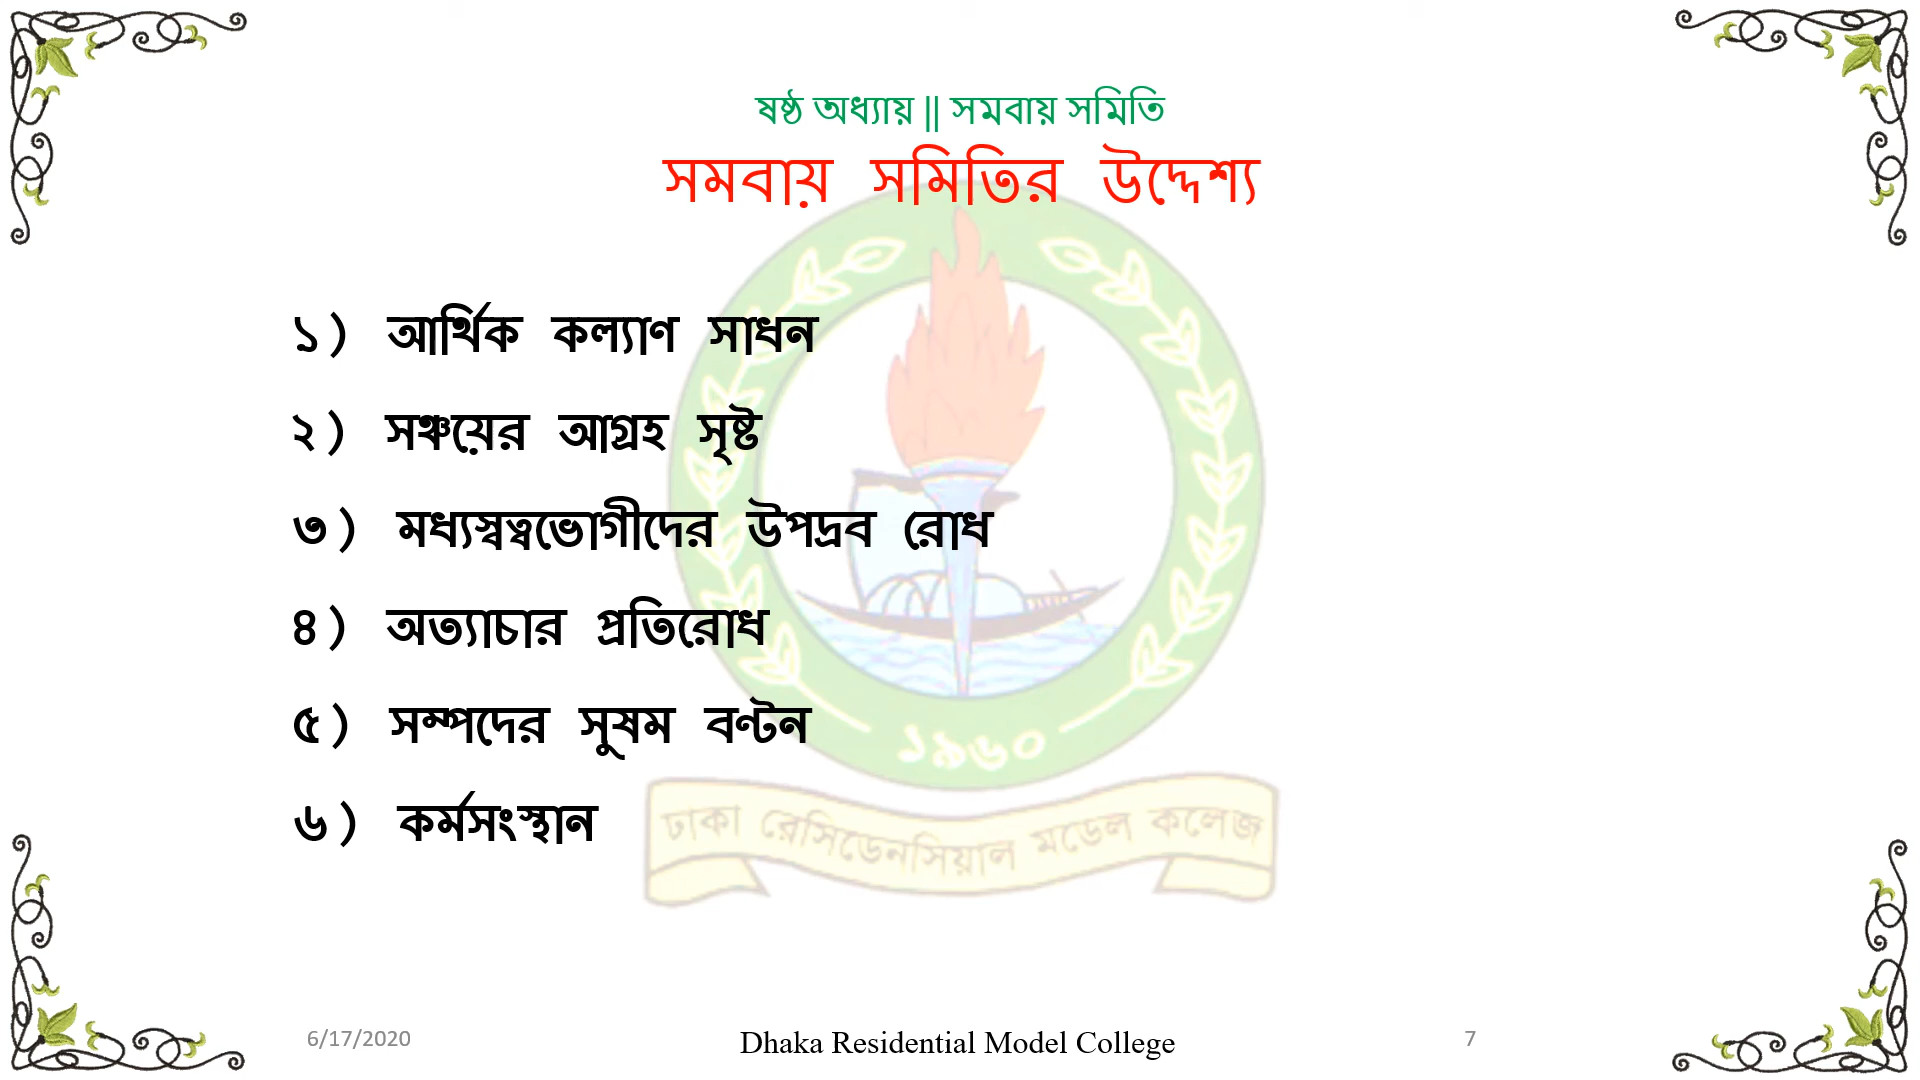 ষষ্ঠ অধ্যায় || সমবায় সমিতি
সমবায় সমিতির উদ্দেশ্য
১) আর্থিক কল্যাণ সাধন
২) সঞ্চয়ের আগ্রহ সৃষ্ট
৩) মধ্যস্বত্বভোগীদের উপদ্রব রোধ
৪) অত্যাচার প্রতিরোধ
৫) সম্পদের সুষম বণ্টন
৬) কর্মসংস্থান
১৯৬০
ঢাকা রেসিডেনসিয়াল মডেল কলেজ
6/17/2020
Dhaka Residential Model College
7